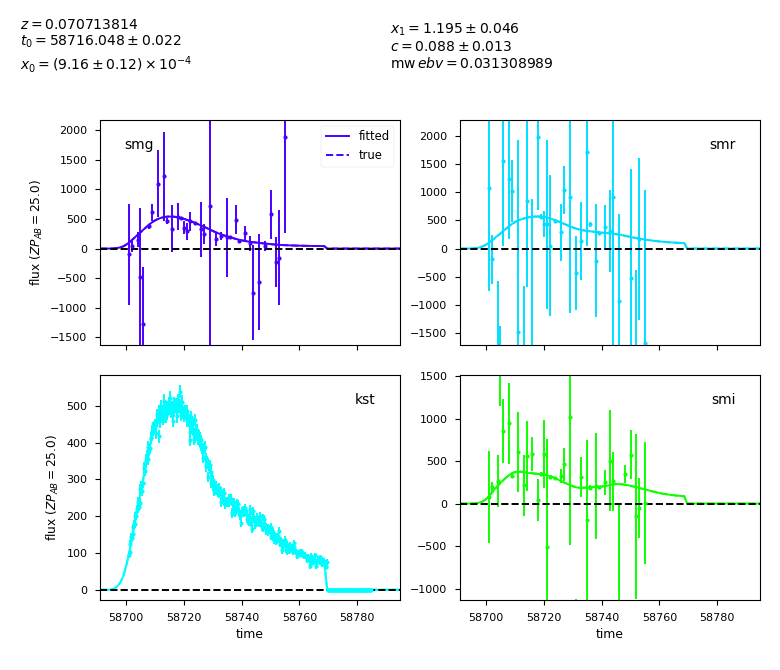 z = 0.070713814
t₀ = 58716.048 ± 0.022
x₀ = (9.16 ± 0.12) × 10⁻⁴
x₁ = 1.195 ± 0.046
c = 0.088 ± 0.013
mw ebv = 0.031308989
smg
fitted
true
2000
1500
1000
500
0
−500
−1000
−1500
flux (ZP_AB = 25.0)
smr
2000
1500
1000
500
0
−500
−1000
−1500
kst
500
400
300
200
100
0
flux (ZP_AB = 25.0)
58700 58720 58740 58760 58780
time
smi
1500
1000
500
0
−500
−1000
58700 58720 58740 58760 58780
time